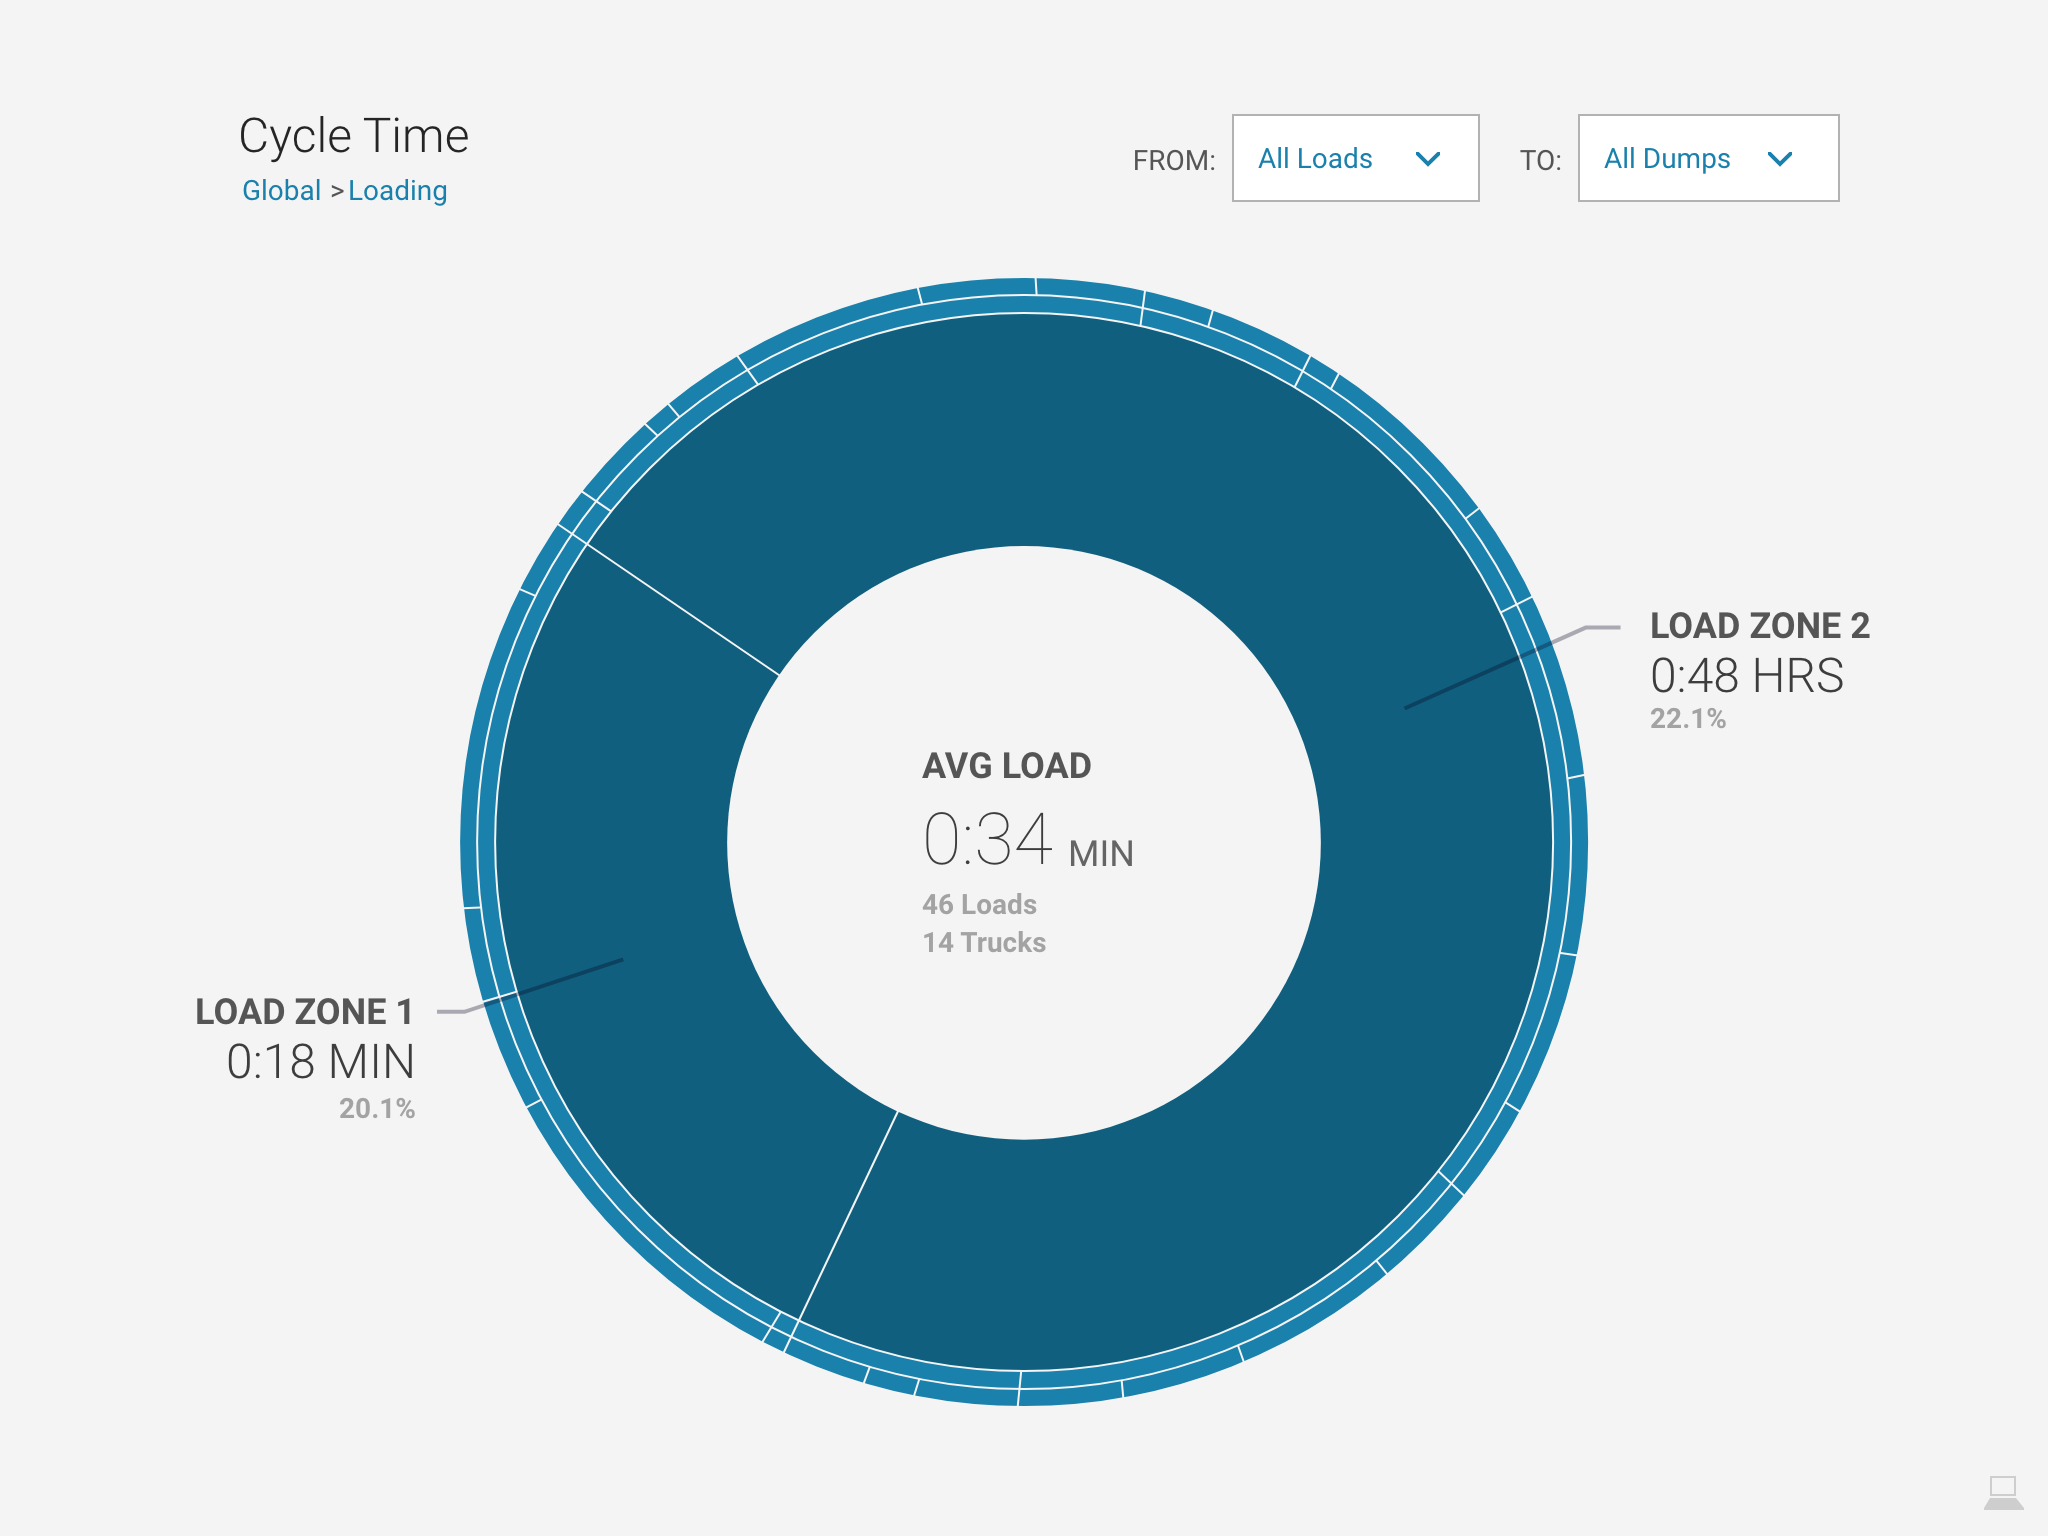 Cycle Time
Global > Loading
FROM: All Loads TO: All Dumps
LOAD ZONE 2
0:48 HRS
22.1%
AVG LOAD
0:34 MIN
46 Loads
14 Trucks
LOAD ZONE 1
0:18 MIN
20.1%